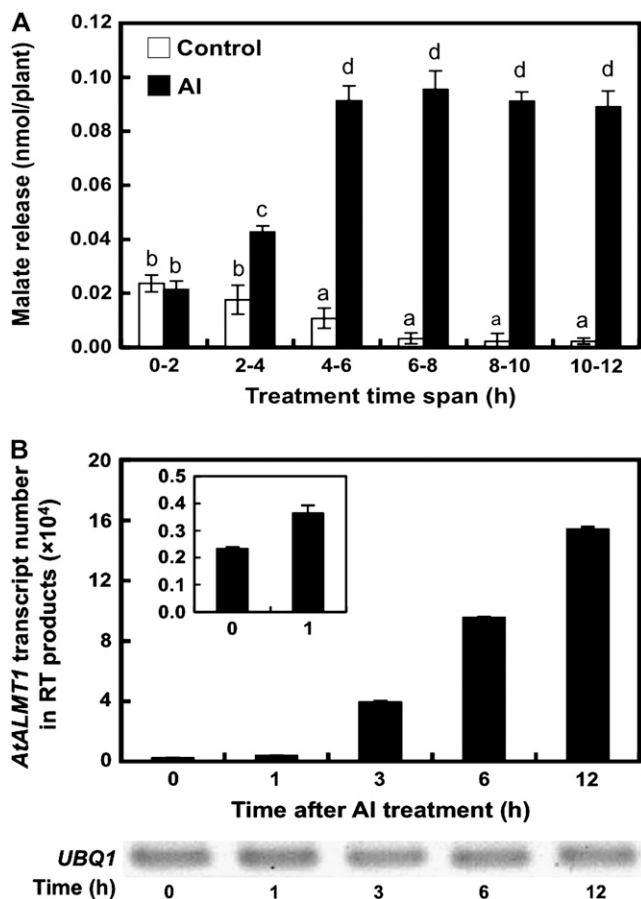 A
Malate release (nmol/plant)
0.12
0.10
0.08
0.06
0.04
0.02
0.00
Control
Al
b b b c a d a d a d a d
0-2 2-4 4-6 6-8 8-10 10-12
Treatment time span (h)
B
AtALMT1 transcript number
in RT products (×10⁴)
20
16
12
8
4
0
0.5
0.4
0.3
0.2
0.1
0.0
0 1
0 1 3 6 12
Time after Al treatment (h)
UBQ1
Time (h) 0 1 3 6 12